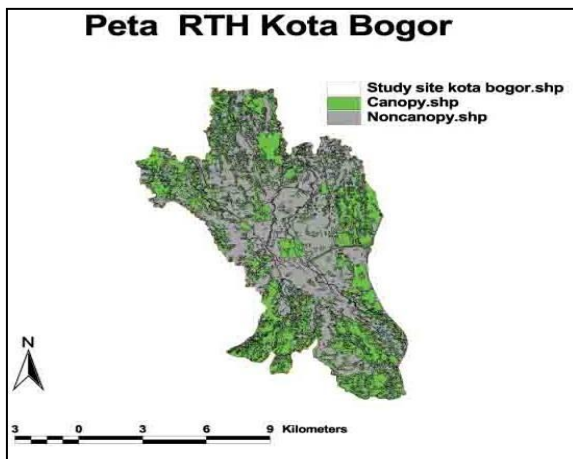 Peta RTH Kota Bogor
Study site kota bogor.shp
Canopy.shp
Noncanopy.shp
N
3 0 3 6 9 Kilometers